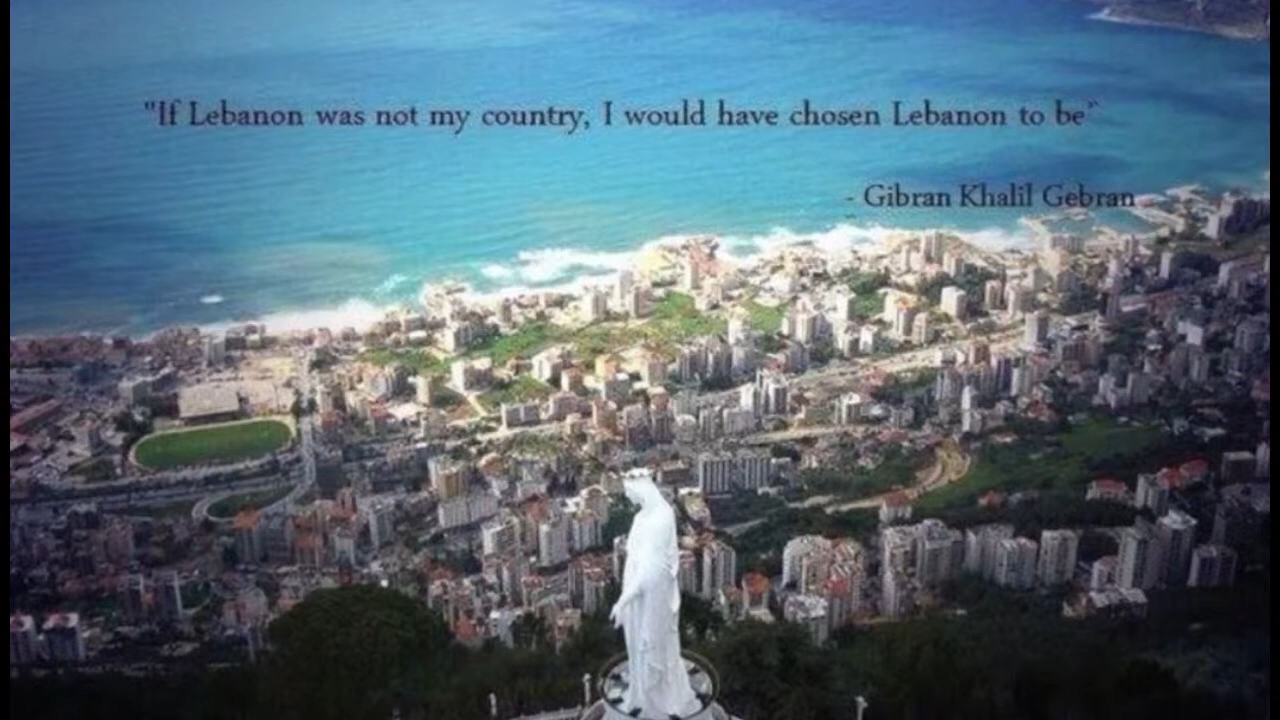 "If Lebanon was not my country, I would have chosen Lebanon to be"
- Gibran Khalil Gebran